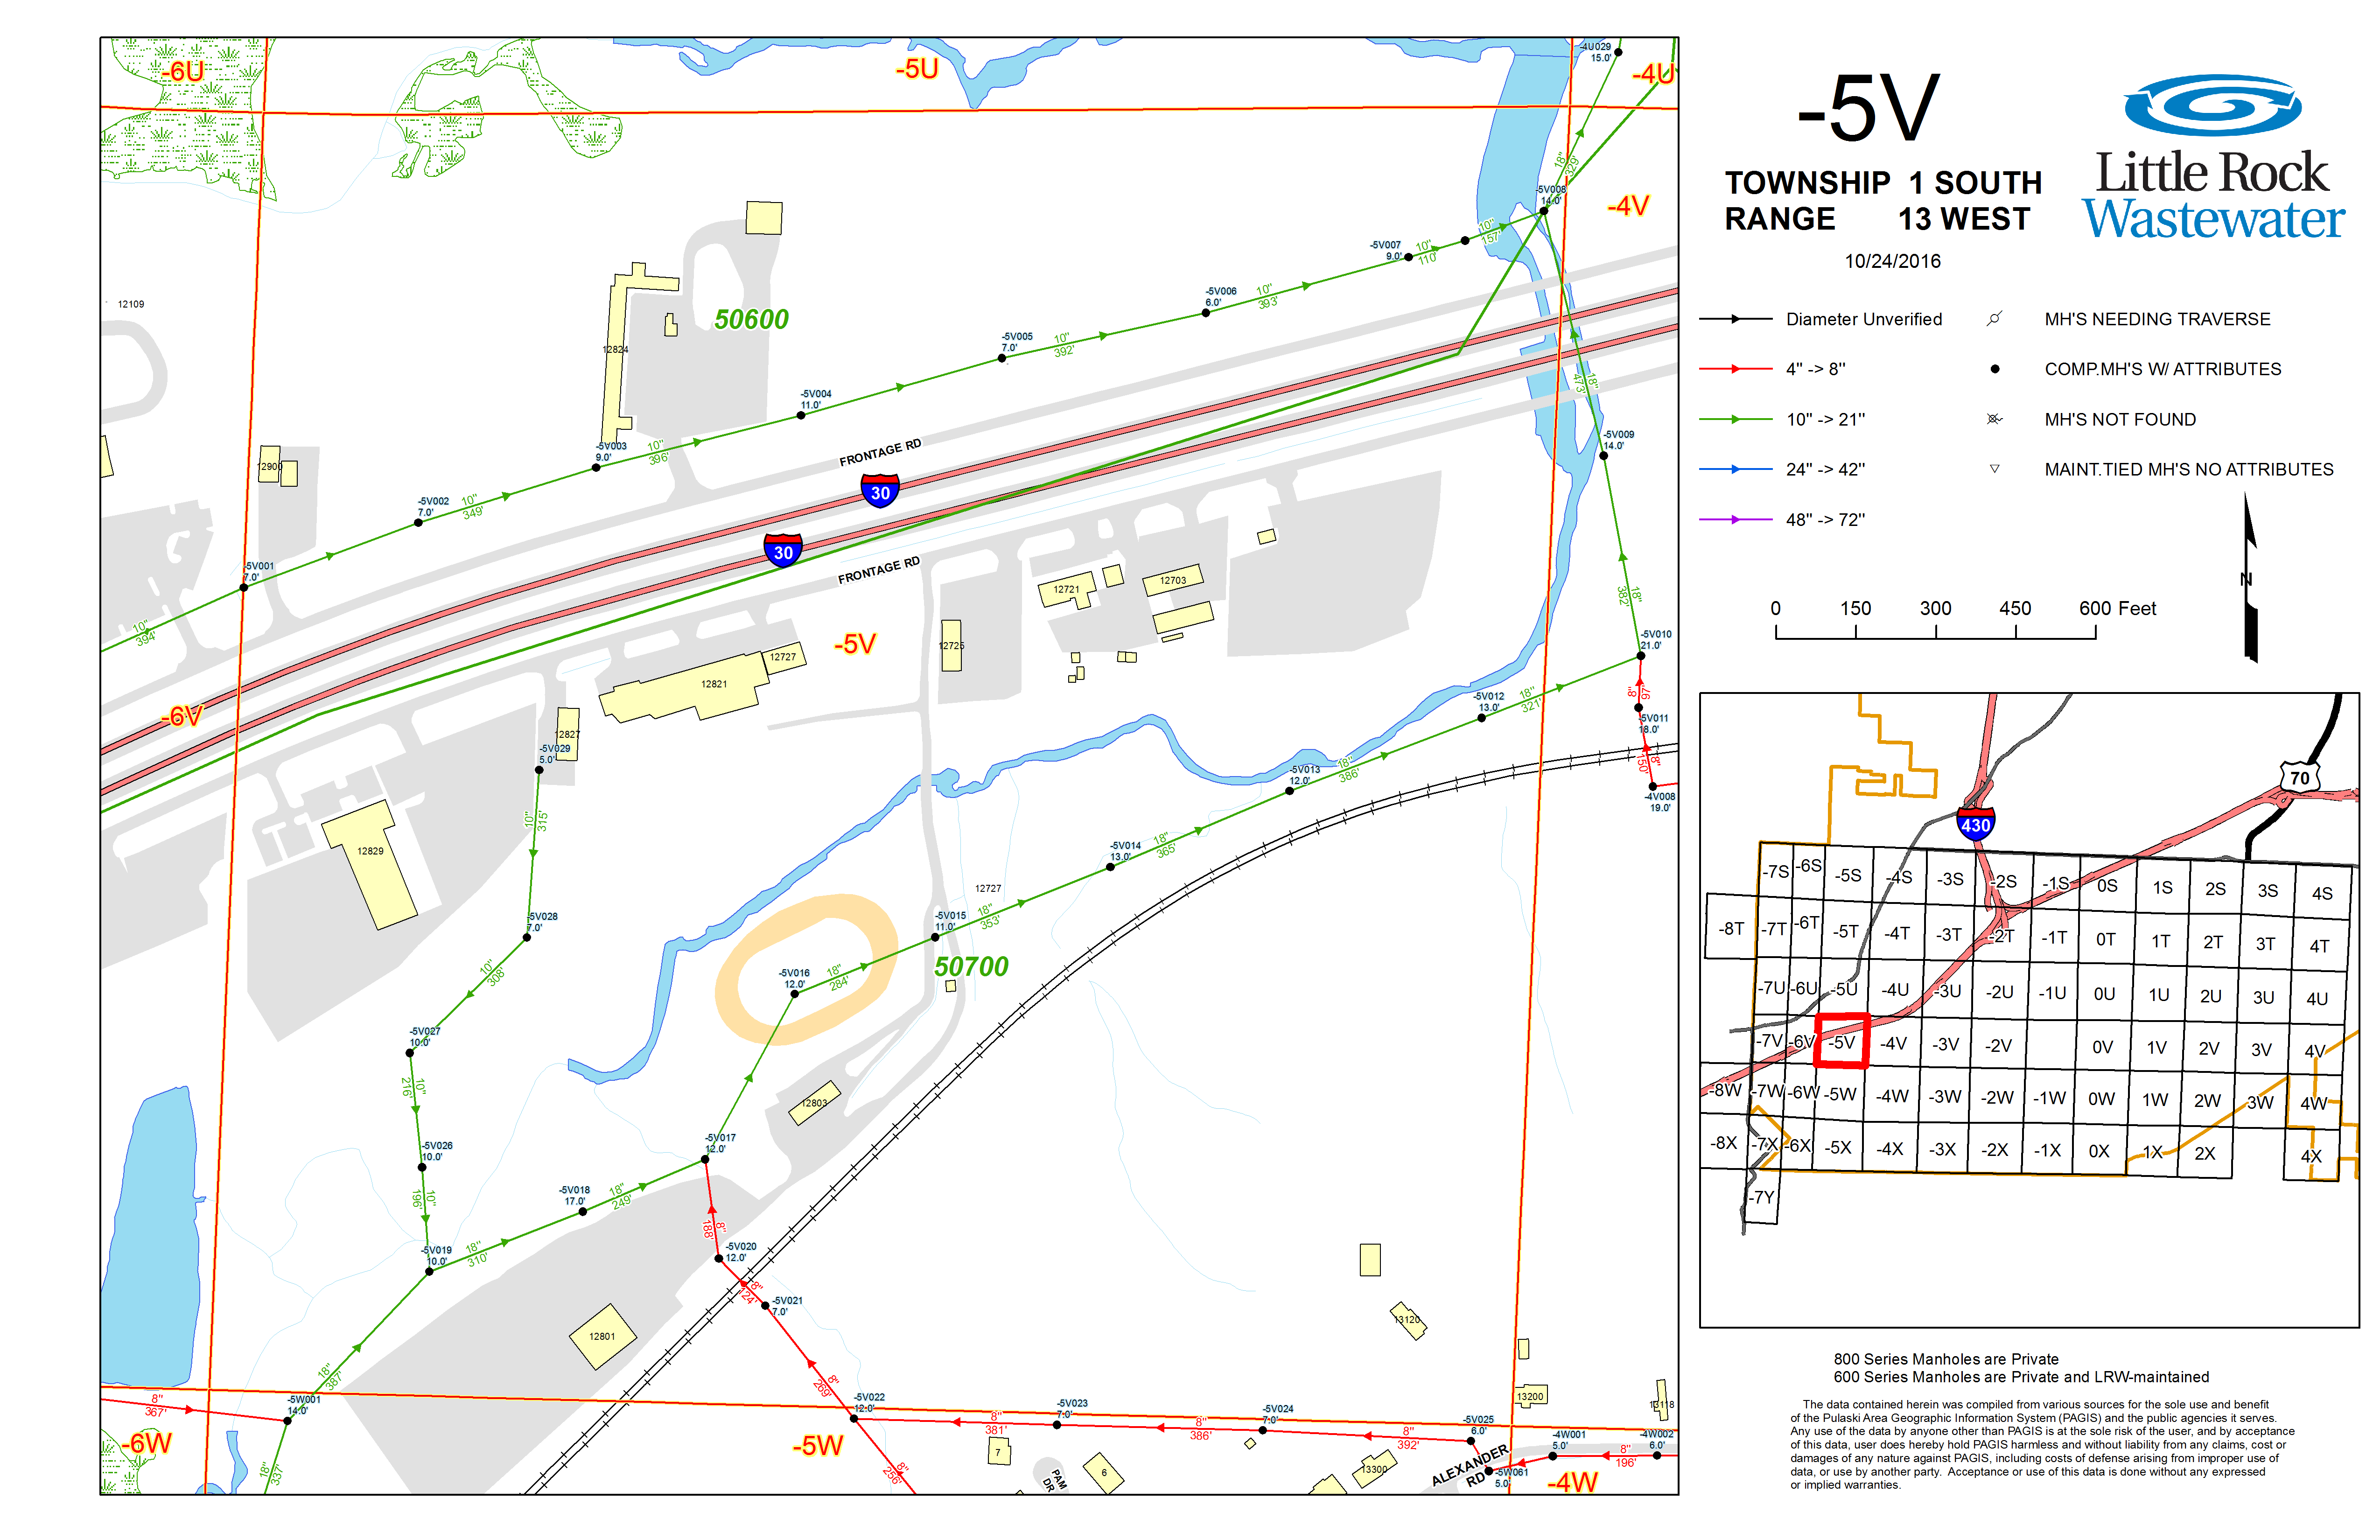 -6U
-5U
-4U029
15.0'
-4U
-5V008
14.0'
18"
329'
-4V
-5V007
9.0'
10"
110'
10"
157'
-5V006
6.0'
10"
393'
12109
50600
-5V005
7.0'
10"
392'
12824
-5V004
11.0'
18"
473'
-5V003
9.0'
10"
396'
FRONTAGE RD
-5V009
14.0'
12900
30
-5V002
7.0'
10"
349'
30
FRONTAGE RD
-5V001
7.0'
12721
12703
18"
382'
10"
394'
-5V
12726
12727
-5V010
21.0'
12821
-6V
8"
97'
-5V012
13.0'
18"
321'
12827
-5V011
18.0'
-5V029
5.0'
8"
150'
-5V013
12.0'
18"
386'
-4V008
19.0'
10"
315'
12829
-5V014
13.0'
18"
365'
12727
-5V028
7.0'
-5V015
11.0'
18"
353'
50700
10"
308'
-5V016
12.0'
18"
284'
-5V027
10.0'
10"
216'
12803
-5V026
10.0'
-5V017
12.0'
10"
196'
-5V018
17.0'
18"
249'
8"
188'
-5V019
10.0'
18"
310'
-5V020
12.0'
8"
124'
-5V021
7.0'
12801
13120
18"
387'
8"
269'
8"
367'
-5W001
14.0'
-5V022
12.0'
-5V023
7.0'
-5V024
7.0'
-5V025
6.0'
13200
13118
8"
381'
8"
386'
8"
392'
-4W001
5.0'
-4W002
6.0'
-6W
-5W
7
6
13300
8"
196'
18"
337'
8"
256'
PAM
DR
ALEXANDER
RD
-5W061
5.0'
-4W
-5V
TOWNSHIP 1 SOUTH
RANGE 13 WEST
10/24/2016
Little Rock
Wastewater
Diameter Unverified
4" -> 8"
10" -> 21"
24" -> 42"
48" -> 72"
MH'S NEEDING TRAVERSE
COMP.MH'S W/ ATTRIBUTES
MH'S NOT FOUND
MAINT.TIED MH'S NO ATTRIBUTES
N
0 150 300 450 600 Feet
70
430
-7S -6S -5S -4S -3S -2S -1S 0S 1S 2S 3S 4S
-8T -7T -6T -5T -4T -3T -2T -1T 0T 1T 2T 3T 4T
-7U -6U -5U -4U -3U -2U -1U 0U 1U 2U 3U 4U
-7V -6V -5V -4V -3V -2V 0V 1V 2V 3V 4V
-8W -7W -6W -5W -4W -3W -2W -1W 0W 1W 2W 3W 4W
-8X -7X -6X -5X -4X -3X -2X -1X 0X 1X 2X 4X
-7Y
800 Series Manholes are Private
600 Series Manholes are Private and LRW-maintained
The data contained herein was compiled from various sources for the sole use and benefit
of the Pulaski Area Geographic Information System (PAGIS) and the public agencies it serves.
Any use of the data by anyone other than PAGIS is at the sole risk of the user, and by acceptance
of this data, user does hereby hold PAGIS harmless and without liability from any claims, cost or
damages of any nature against PAGIS, including costs of defense arising from improper use of
data, or use by another party. Acceptance or use of this data is done without any expressed
or implied warranties.